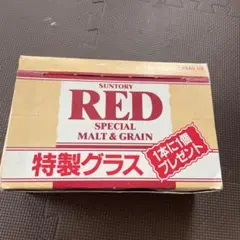 SUNTORY
RED
SPECIAL
MALT & GRAIN
特製グラス
1本に1個
プレゼント